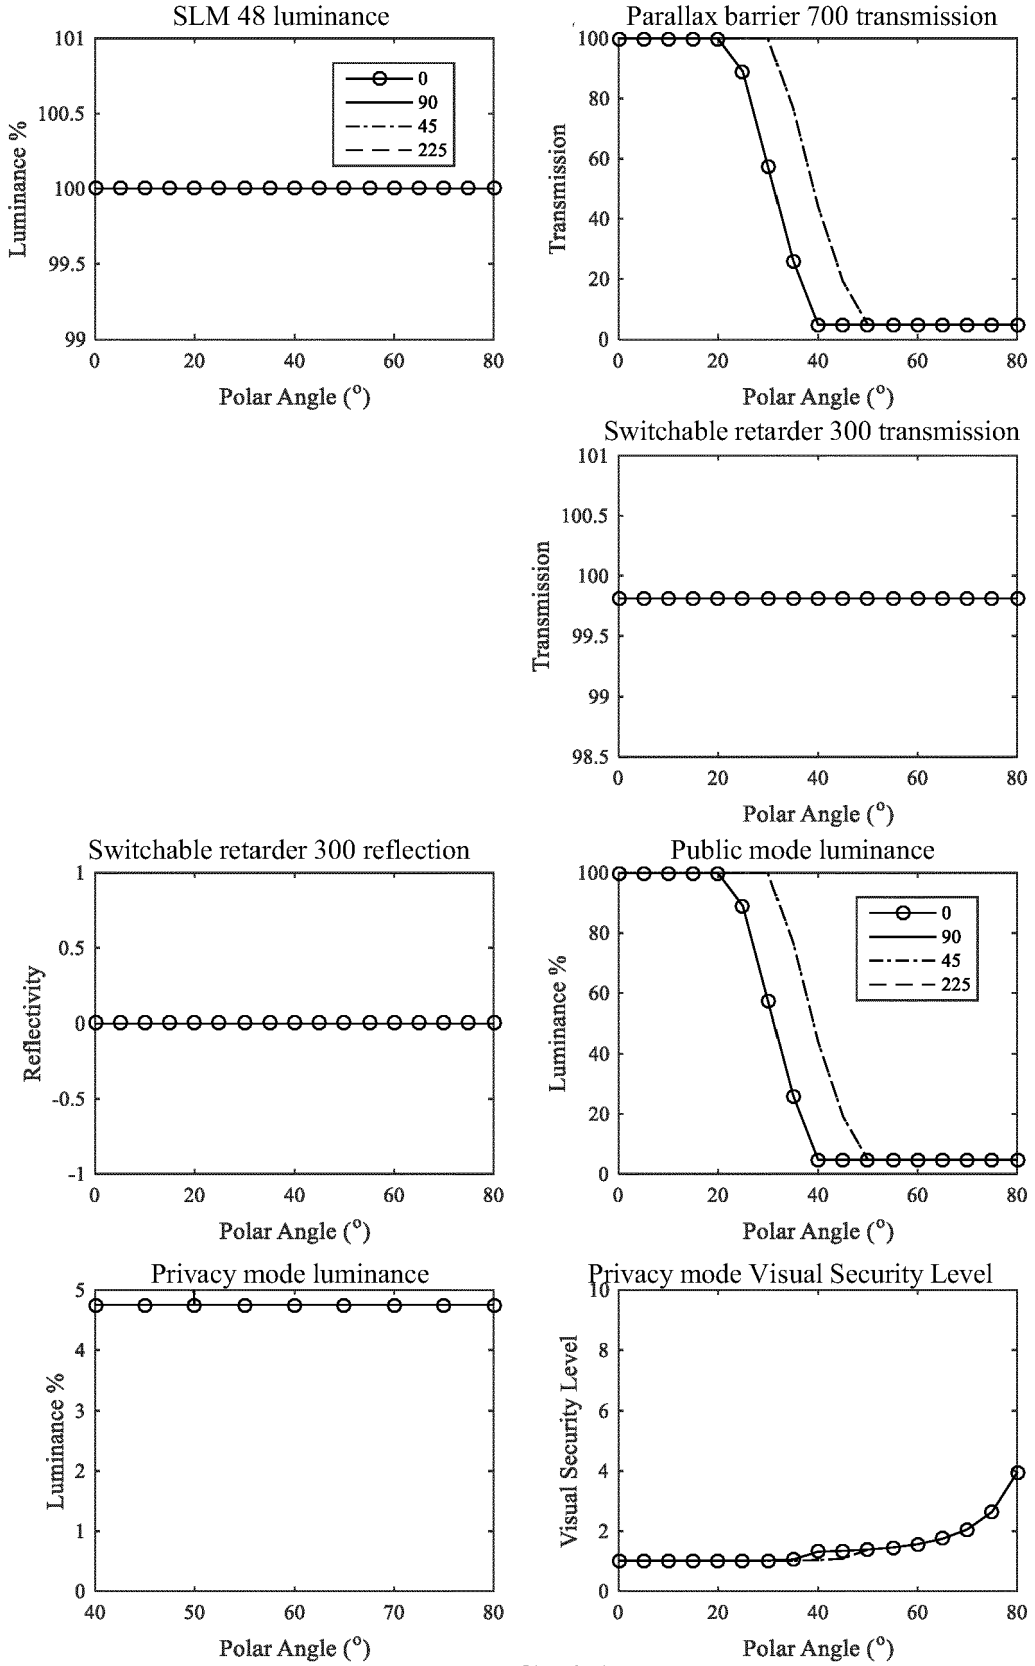 SLM 48 luminance
101
100.5
100
99.5
99
Luminance %
0
90
45
225
0 20 40 60 80
Polar Angle (o)
Parallax barrier 700 transmission
100
80
60
40
20
0
Transmission
0 20 40 60 80
Polar Angle (o)
Switchable retarder 300 transmission
101
100.5
100
99.5
99
98.5
Transmission
0 20 40 60 80
Polar Angle (o)
Switchable retarder 300 reflection
1
0.5
0
-0.5
-1
Reflectivity
0 20 40 60 80
Polar Angle (o)
Public mode luminance
100
80
60
40
20
0
Luminance %
0
90
45
225
0 20 40 60 80
Polar Angle (o)
Privacy mode luminance
5
4
3
2
1
0
Luminance %
40 50 60 70 80
Polar Angle (o)
Privacy mode Visual Security Level
10
8
6
4
2
0
Visual Security Level
0 20 40 60 80
Polar Angle (o)